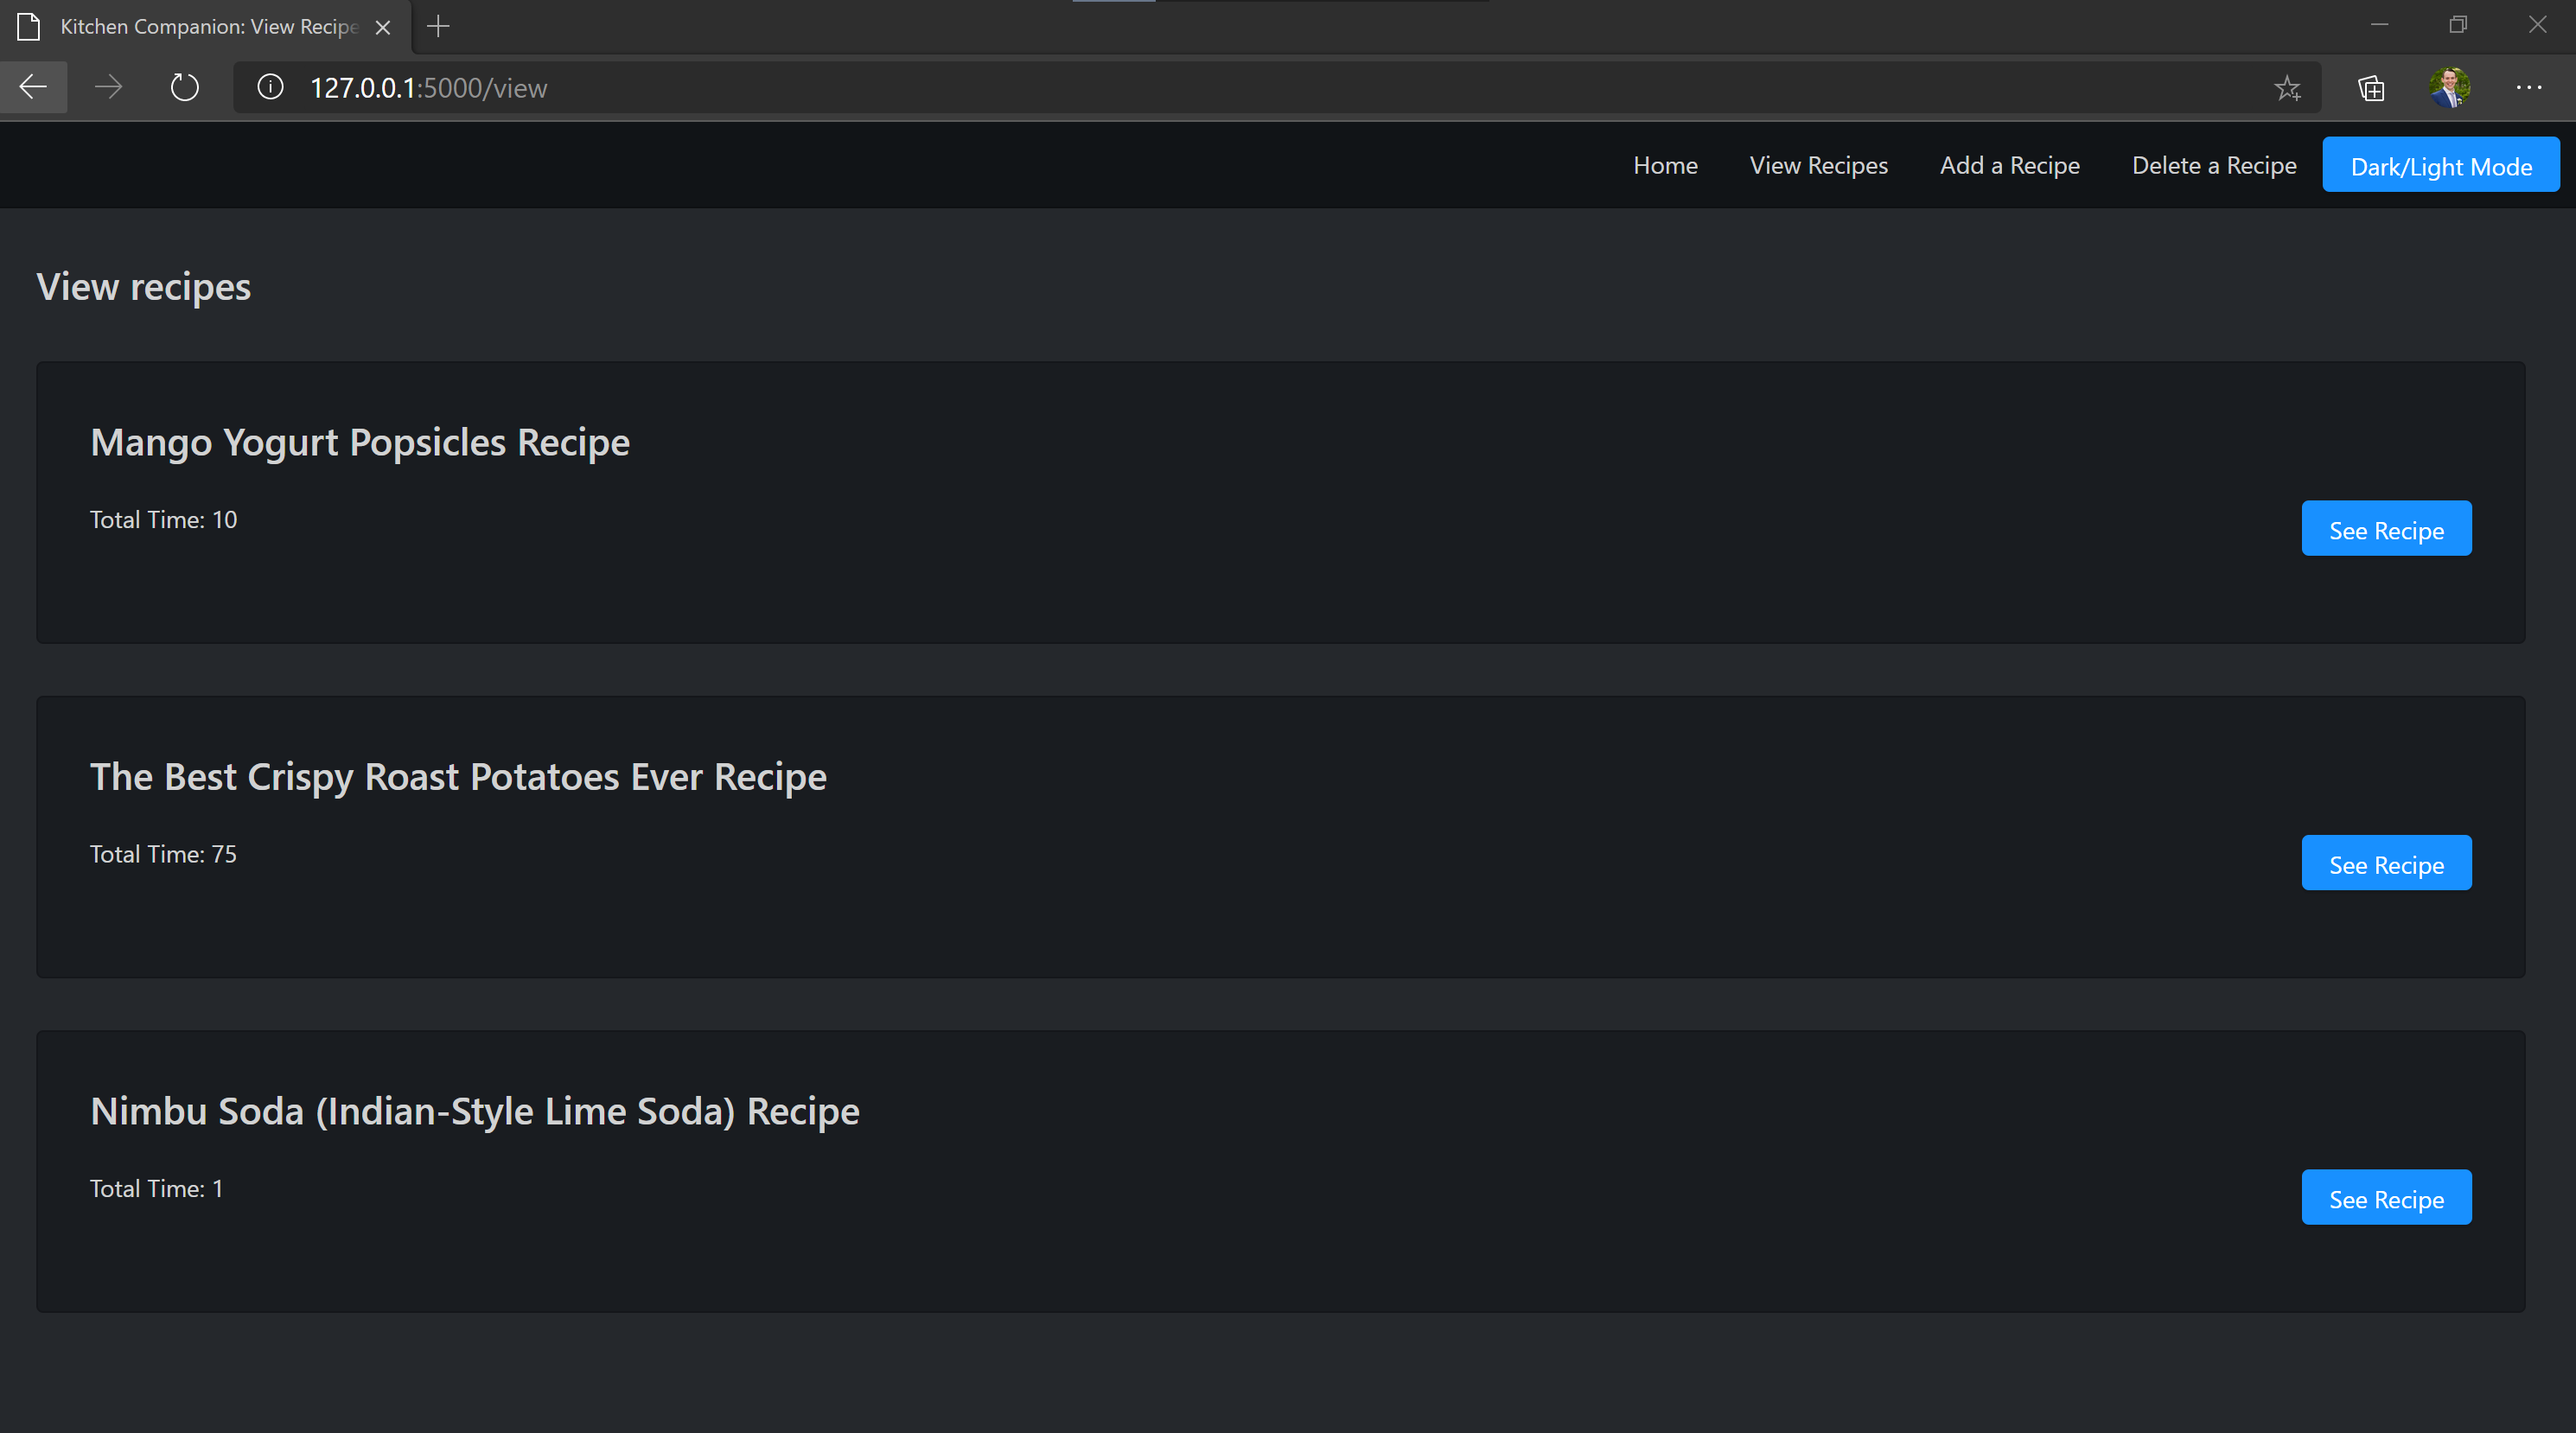 Kitchen Companion: View Recipe
127.0.0.1:5000/view
Home View Recipes Add a Recipe Delete a Recipe Dark/Light Mode
View recipes
Mango Yogurt Popsicles Recipe
Total Time: 10
See Recipe
The Best Crispy Roast Potatoes Ever Recipe
Total Time: 75
See Recipe
Nimbu Soda (Indian-Style Lime Soda) Recipe
Total Time: 1
See Recipe